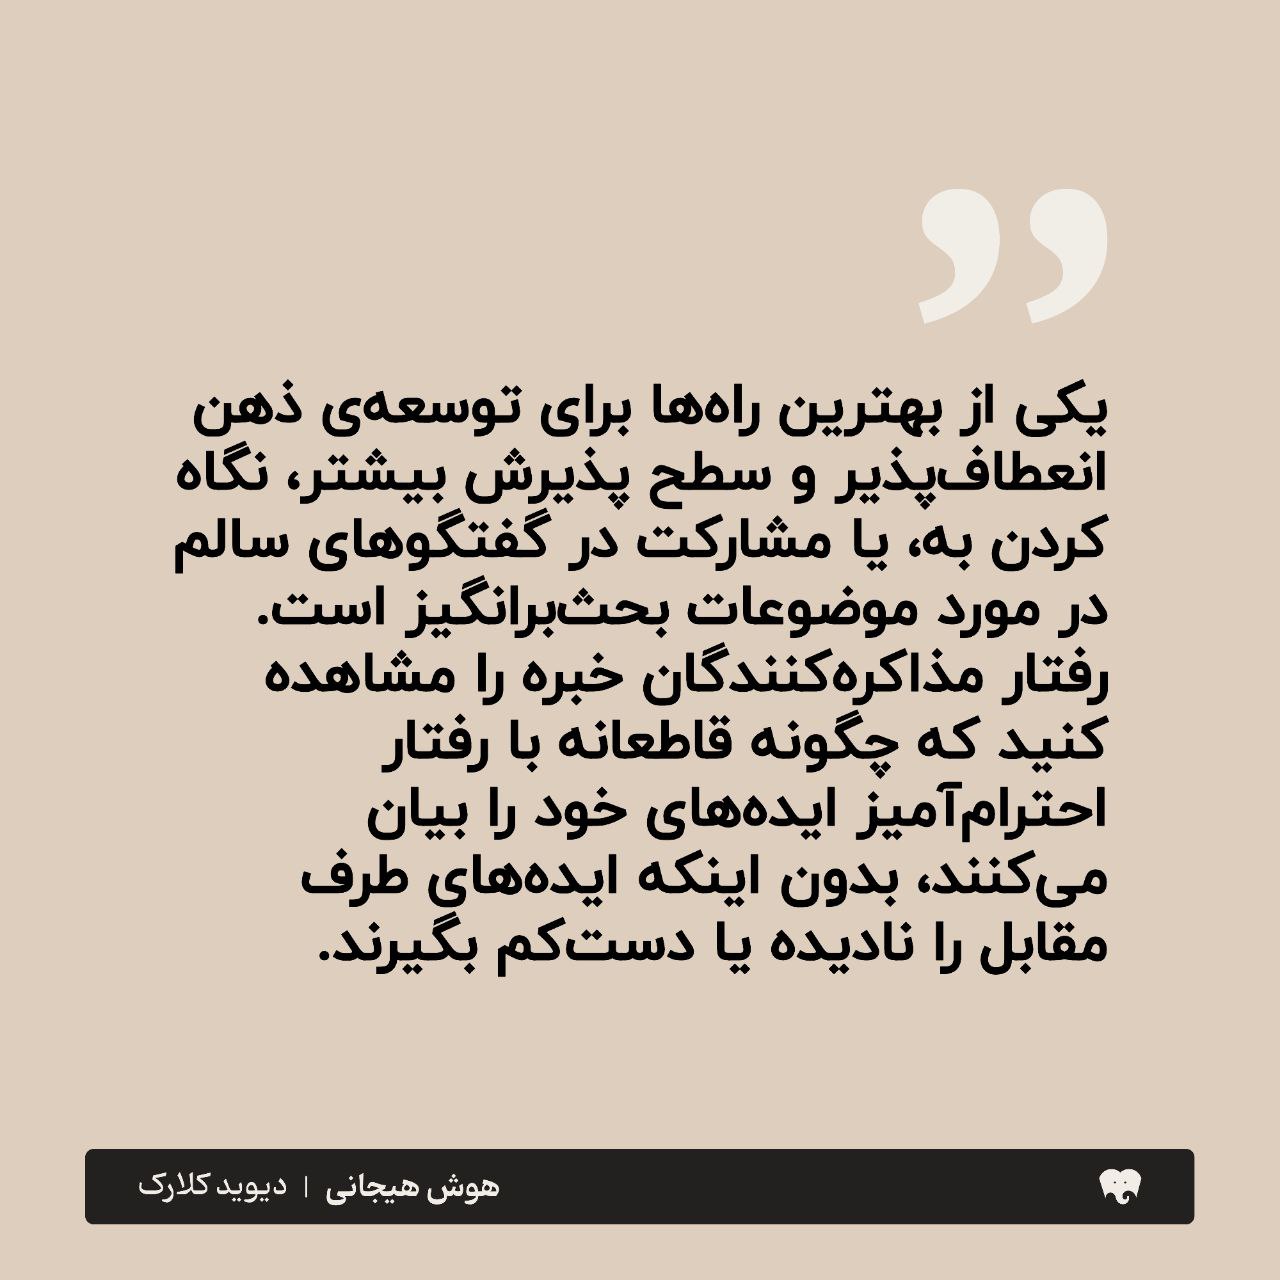 یکی از بهترین راه‌ها برای توسعه‌ی ذهن
انعطاف‌پذیر و سطح پذیرش بیشتر، نگاه
کردن به، یا مشارکت در گفتگوهای سالم
در مورد موضوعات بحث‌برانگیز است.
رفتار مذاکره‌کنندگان خبره را مشاهده
کنید که چگونه قاطعانه با رفتار
احترام‌آمیز ایده‌های خود را بیان
می‌کنند، بدون اینکه ایده‌های طرف
مقابل را نادیده یا دست‌کم بگیرند.
هوش هیجانی | دیوید کلارک